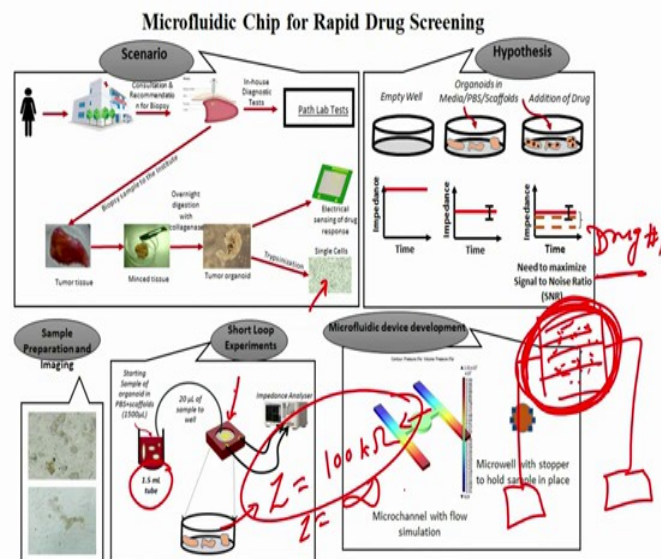 Microfluidic Chip for Rapid Drug Screening
Scenario
Consultation &
Recommendatio
n for Biopsy
In-house
Diagnostic
Tests
Path Lab Tests
Biopsy sample to the Institute
Overnight
digestion
with
collagenase
Electrical
sensing of drug
response
Single Cells
Trypsinization
Tumor tissue
Minced tissue
Tumor organoid
Hypothesis
Empty Well
Organoids in
Media/PBS/Scaffolds
Addition of Drug
Impedance
Time
Impedance
Time
Impedance
Time
Need to maximize
Signal to Noise Ratio
(SNR)
Drug #1
Sample
Preparation and
Imaging
Short Loop
Experiments
Starting
Sample of
organoid in
PBS+scaffolds
(1500µL)
20 µL of
sample to
well
Impedance Analyser
1.5 mL
tube
Z = 100 kΩ
Z = ∞
Microfluidic device development
Microwell with stopper
to hold sample in place
Microchannel with flow
simulation